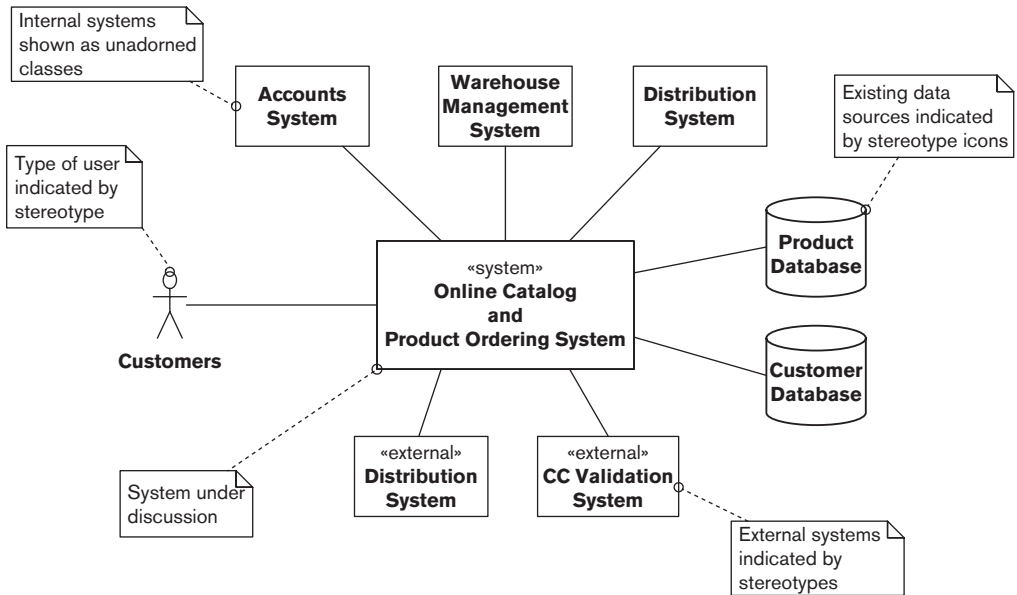 Internal systems
shown as unadorned
classes
Accounts
System
Warehouse
Management
System
Distribution
System
Existing data
sources indicated
by stereotype icons
Type of user
indicated by
stereotype
Product
Database
«system»
Online Catalog
and
Product Ordering System
Customers
Customer
Database
«external»
Distribution
System
«external»
CC Validation
System
System under
discussion
External systems
indicated by
stereotypes